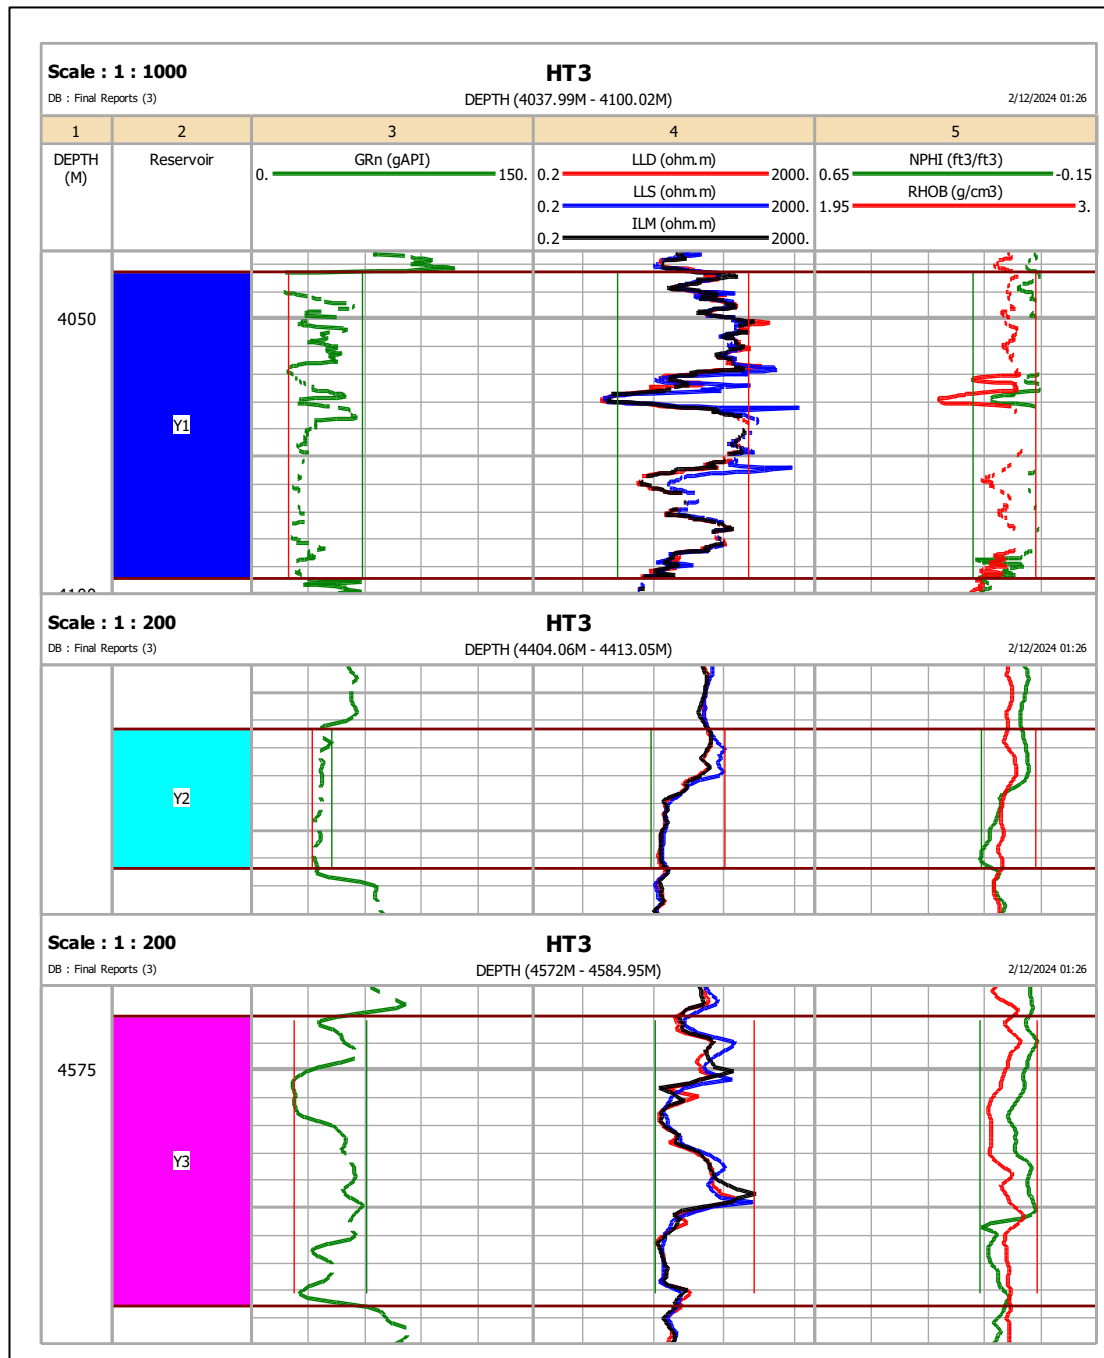 Scale : 1 : 1000
HT3
DB : Final Reports (3)
DEPTH (4037.99M - 4100.02M)
2/12/2024 01:26
1 2 3 4 5
DEPTH (M)
Reservoir
GRn (gAPI)
0. 150.
LLD (ohm.m)
0.2 2000.
LLS (ohm.m)
0.2 2000.
ILM (ohm.m)
0.2 2000.
NPHI (ft3/ft3)
0.65 -0.15
RHOB (g/cm3)
1.95 3.
4050
Y1
Scale : 1 : 200
HT3
DB : Final Reports (3)
DEPTH (4404.06M - 4413.05M)
2/12/2024 01:26
Y2
Scale : 1 : 200
HT3
DB : Final Reports (3)
DEPTH (4572M - 4584.95M)
2/12/2024 01:26
4575
Y3